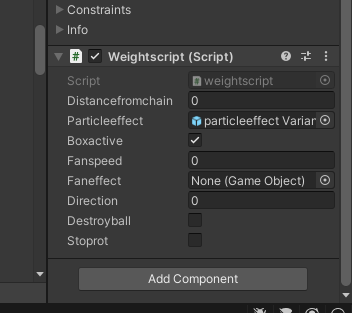 Constraints
Info
Weightscript (Script)
Script weightscript
Distancefromchain 0
Particleeffect particleeffect Varian
Boxactive
Fanspeed 0
Faneffect None (Game Object)
Direction 0
Destroyball
Stoprot
Add Component